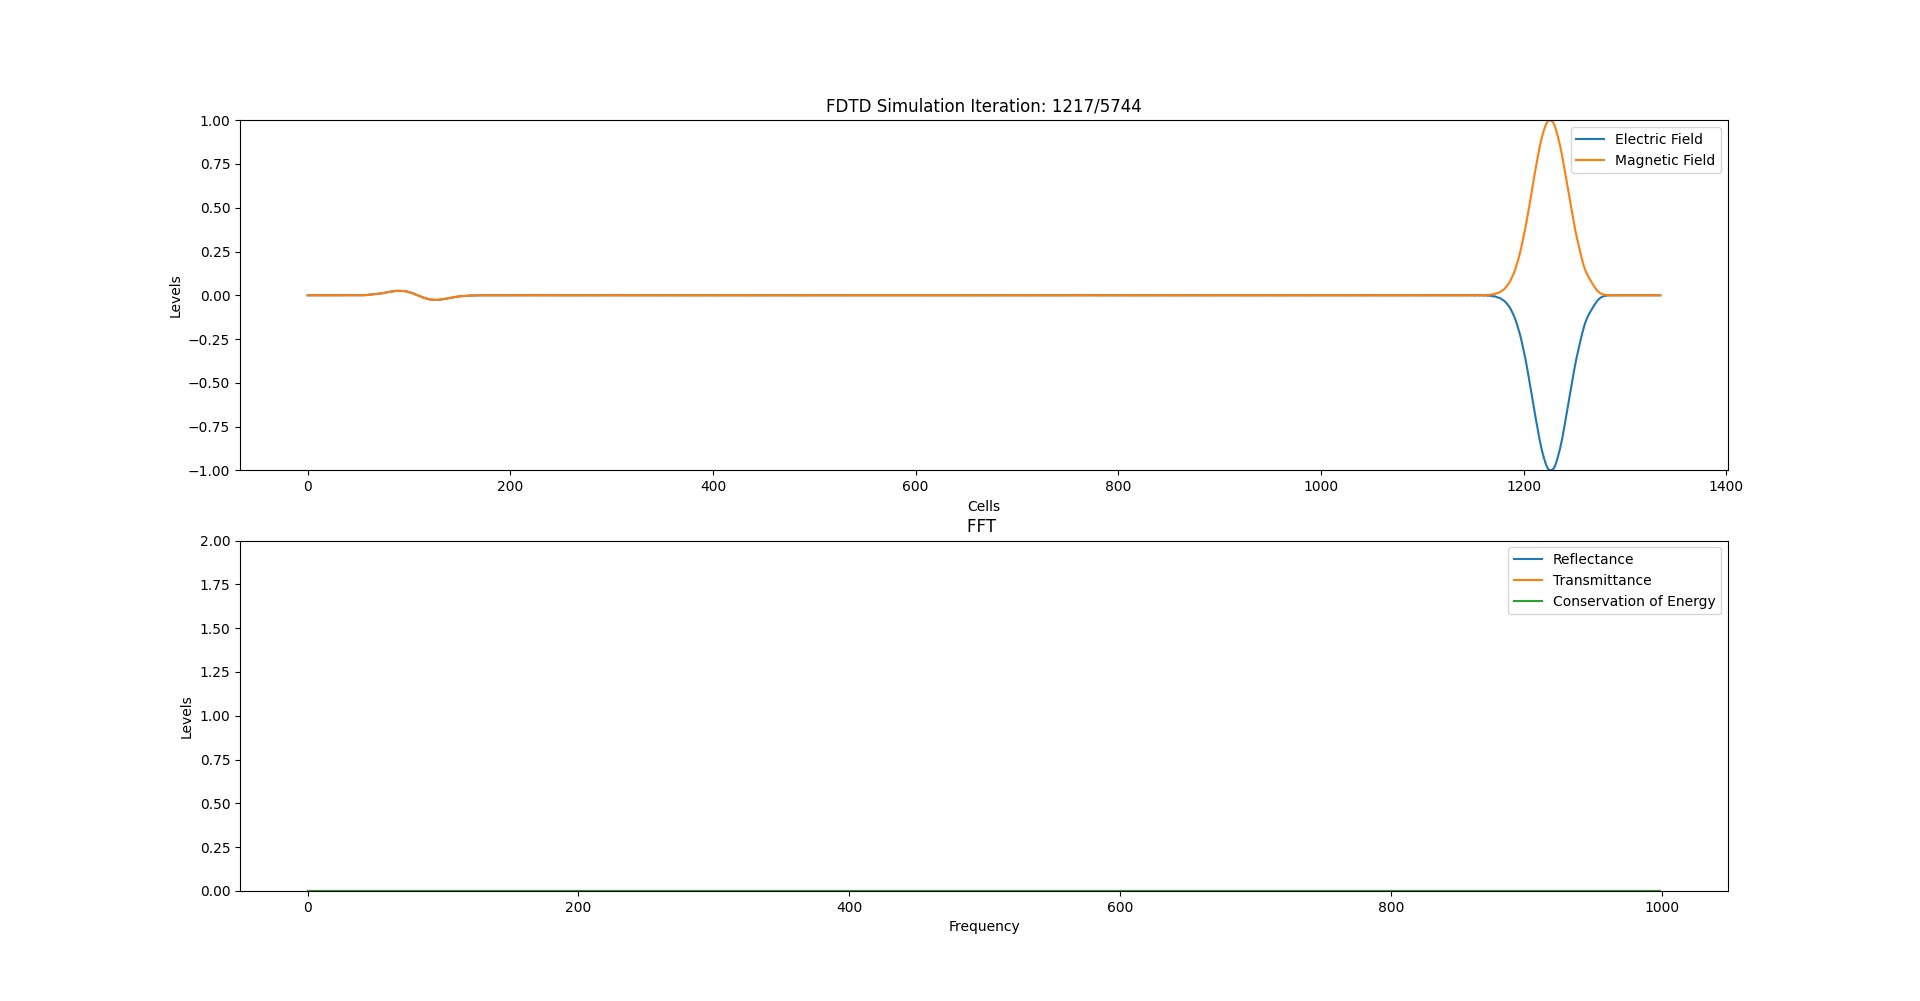 FDTD Simulation Iteration: 1217/5744
1.00
0.75
0.50
0.25
0.00
−0.25
−0.50
−0.75
−1.00
Levels
Electric Field
Magnetic Field
0 200 400 600 800 1000 1200 1400
Cells
FFT
2.00
1.75
1.50
1.25
1.00
0.75
0.50
0.25
0.00
Levels
Reflectance
Transmittance
Conservation of Energy
0 200 400 600 800 1000
Frequency